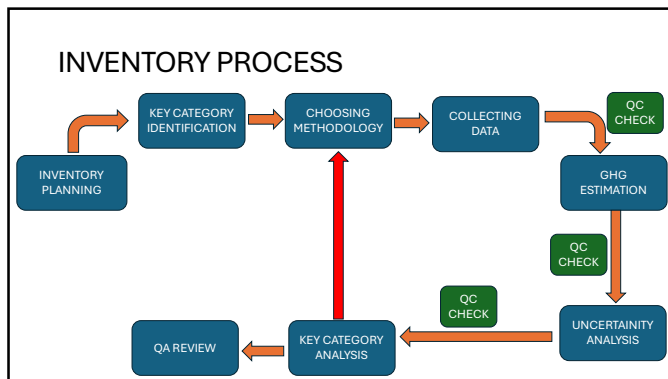 INVENTORY PROCESS
INVENTORY
PLANNING
KEY CATEGORY
IDENTIFICATION
CHOOSING
METHODOLOGY
COLLECTING
DATA
QC
CHECK
GHG
ESTIMATION
QC
CHECK
UNCERTAINITY
ANALYSIS
QC
CHECK
KEY CATEGORY
ANALYSIS
QA REVIEW